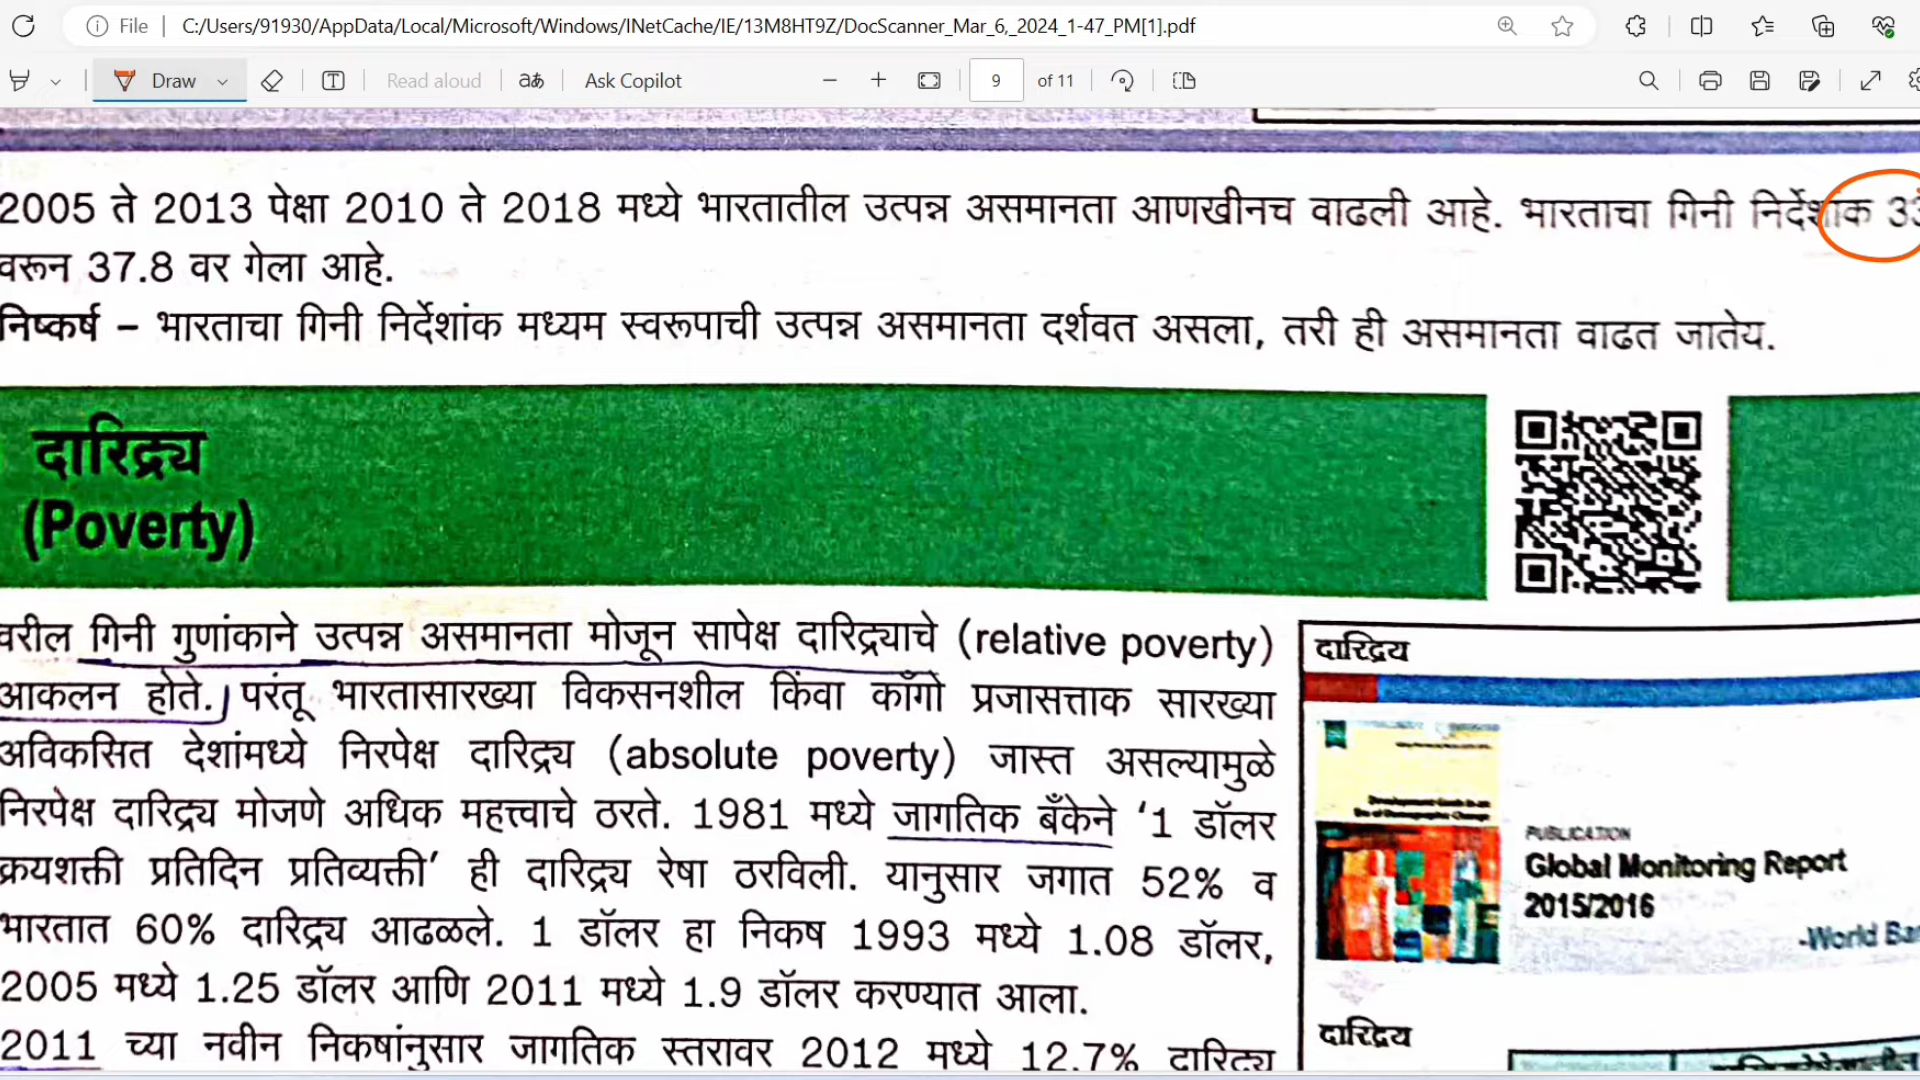 File
C:/Users/91930/AppData/Local/Microsoft/Windows/INetCache/IE/13M8HT9Z/DocScanner_Mar_6,_2024_1-47_PM[1].pdf
Draw
Read aloud
aあ
Ask Copilot
9 of 11
2005 ते 2013 पेक्षा 2010 ते 2018 मध्ये भारतातील उत्पन्न असमानता आणखीनच वाढली आहे. भारताचा गिनी निर्देशांक
वरून 37.8 वर गेला आहे.
निष्कर्ष – भारताचा गिनी निर्देशांक मध्यम स्वरूपाची उत्पन्न असमानता दर्शवत असला, तरी ही असमानता वाढत जातेय.
दारिद्र्य
(Poverty)
वरील गिनी गुणांकाने उत्पन्न असमानता मोजून सापेक्ष दारिद्र्याचे (relative poverty)
आकलन होते. परंतू भारतासारख्या विकसनशील किंवा काँगो प्रजासत्ताक सारख्या
अविकसित देशांमध्ये निरपेक्ष दारिद्र्य (absolute poverty) जास्त असल्यामुळे
निरपेक्ष दारिद्र्य मोजणे अधिक महत्त्वाचे ठरते. 1981 मध्ये जागतिक बँकेने ‘1 डॉलर
क्रयशक्ती प्रतिदिन प्रतिव्यक्ती’ ही दारिद्र्य रेषा ठरविली. यानुसार जगात 52% व
भारतात 60% दारिद्र्य आढळले. 1 डॉलर हा निकष 1993 मध्ये 1.08 डॉलर,
2005 मध्ये 1.25 डॉलर आणि 2011 मध्ये 1.9 डॉलर करण्यात आला.
2011 च्या नवीन निकषांनुसार जागतिक स्तरावर 2012 मध्ये 12.7% दारिद्र्य
दारिद्रय
PUBLICATION
Global Monitoring Report
2015/2016
-World
दारिद्रय